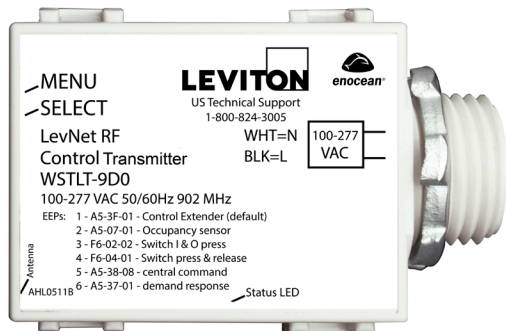 MENU
SELECT
LEVITON
enocean®
US Technical Support
1-800-824-3005
LevNet RF
Control Transmitter
WSTLT-9D0
WHT=N
BLK=L
100-277
VAC
100-277 VAC 50/60Hz 902 MHz
EEPs: 1 - A5-3F-01 - Control Extender (default)
2 - A5-07-01 - Occupancy sensor
3 - F6-02-02 - Switch I & O press
4 - F6-04-01 - Switch press & release
5 - A5-38-08 - central command
6 - A5-37-01 - demand response
Antenna
AHL0511B
Status LED